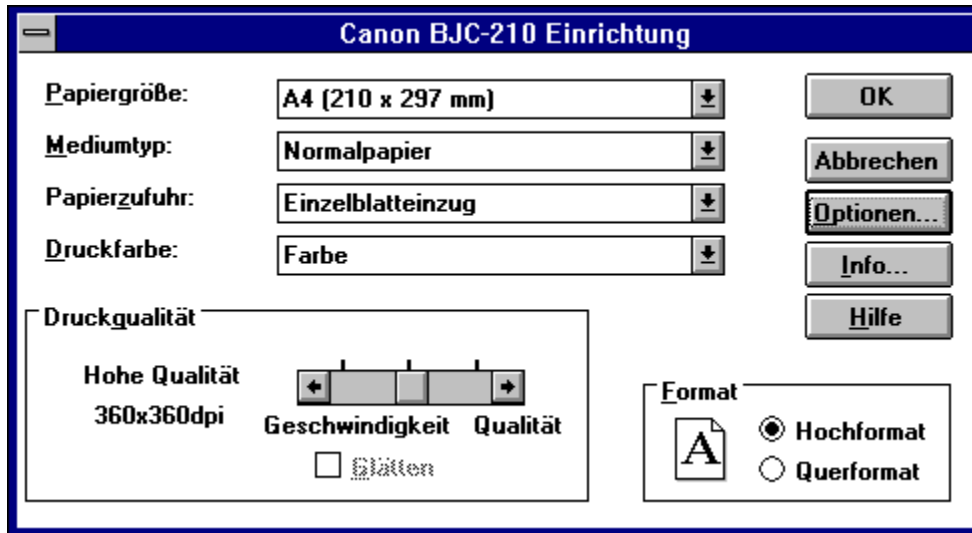 Canon BJC-210 Einrichtung
Papiergröße: A4 (210 x 297 mm)
Mediumtyp: Normalpapier
Papierzufuhr: Einzelblatteinzug
Druckfarbe: Farbe
OK
Abbrechen
Optionen...
Info...
Hilfe
Druckqualität
Hohe Qualität
360x360dpi
Geschwindigkeit Qualität
Glätten
Format
A
Hochformat
Querformat